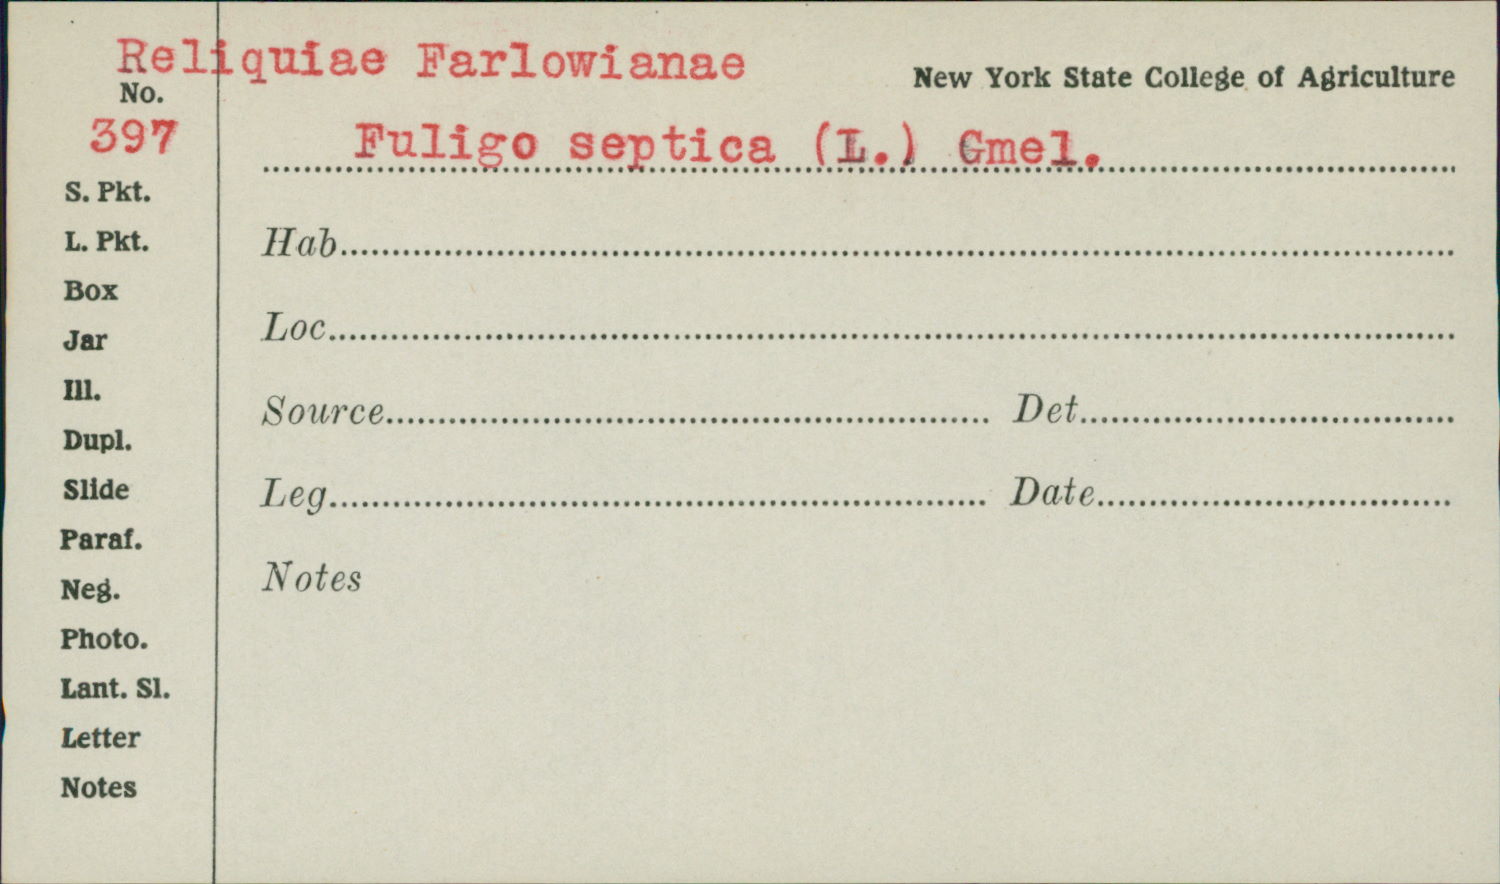 Reliquiae Farlowianae
New York State College of Agriculture
No.
397
Fuligo septica (L.) Gmel.
S. Pkt.
L. Pkt.
Box
Jar
Ill.
Dupl.
Slide
Paraf.
Neg.
Photo.
Lant. Sl.
Letter
Notes
Hab
Loc
Source Det
Leg Date
Notes